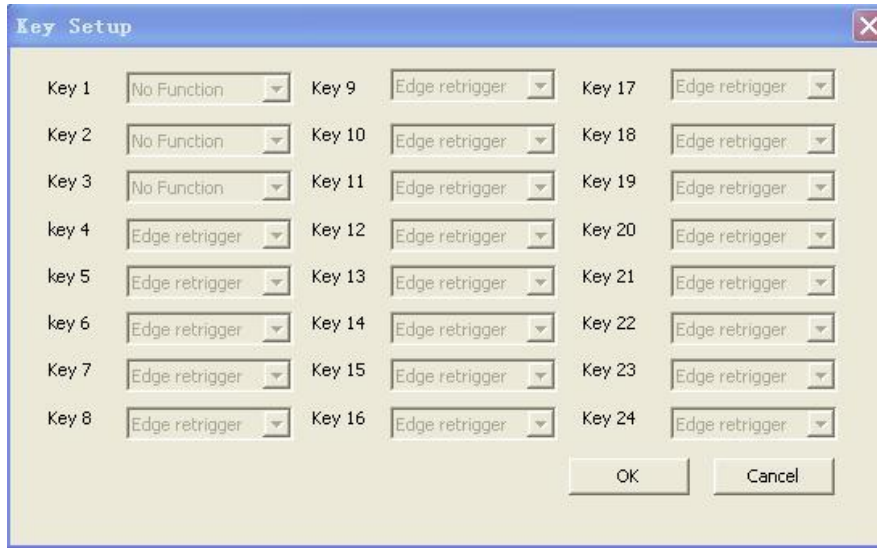 Key Setup
Key 1 No Function Key 9 Edge retrigger Key 17 Edge retrigger
Key 2 No Function Key 10 Edge retrigger Key 18 Edge retrigger
Key 3 No Function Key 11 Edge retrigger Key 19 Edge retrigger
key 4 Edge retrigger Key 12 Edge retrigger Key 20 Edge retrigger
key 5 Edge retrigger Key 13 Edge retrigger Key 21 Edge retrigger
key 6 Edge retrigger Key 14 Edge retrigger Key 22 Edge retrigger
Key 7 Edge retrigger Key 15 Edge retrigger Key 23 Edge retrigger
Key 8 Edge retrigger Key 16 Edge retrigger Key 24 Edge retrigger
OK Cancel